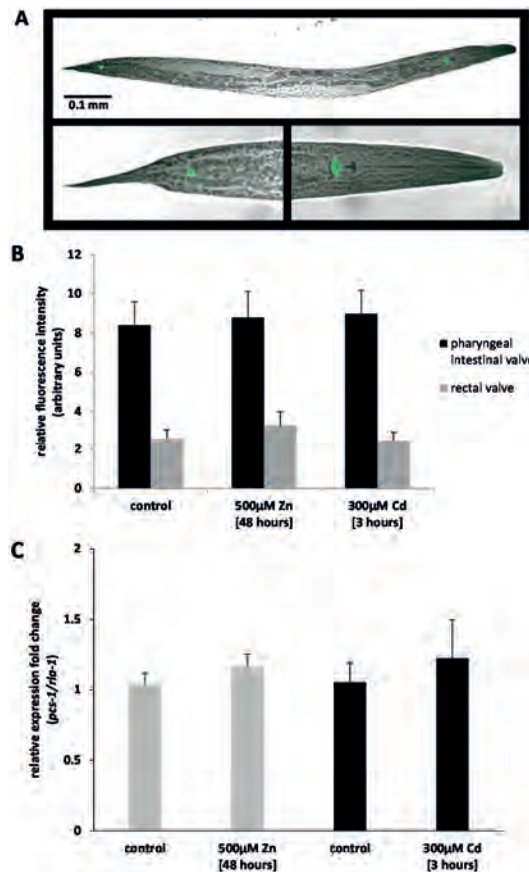 A
0.1 mm
B
relative fluorescence intensity
(arbitrary units)
12
10
8
6
4
2
0
control
500µM Zn
[48 hours]
300µM Cd
[3 hours]
pharyngeal
intestinal valve
rectal valve
C
relative expression fold change
(pcs-1/rla-1)
2
1.5
1
0.5
0
control
500µM Zn
[48 hours]
control
300µM Cd
[3 hours]